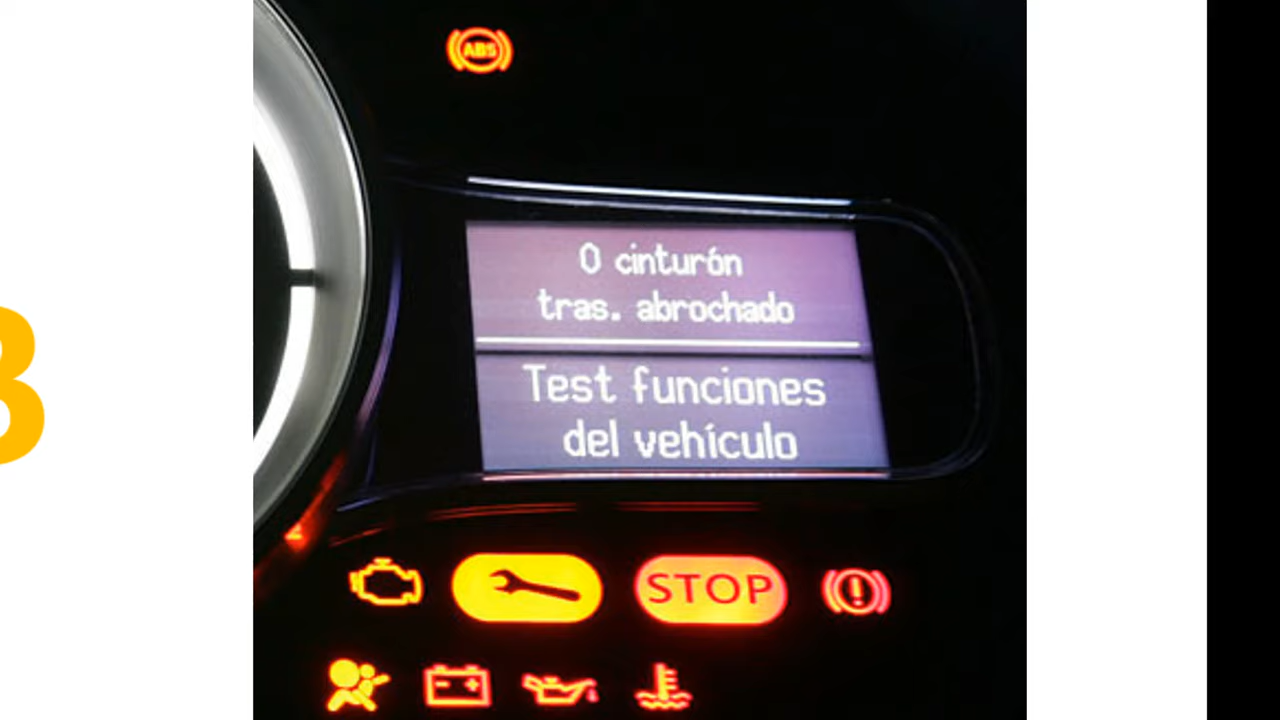 ABS
0 cinturón
tras. abrochado
Test funciones
del vehículo
STOP